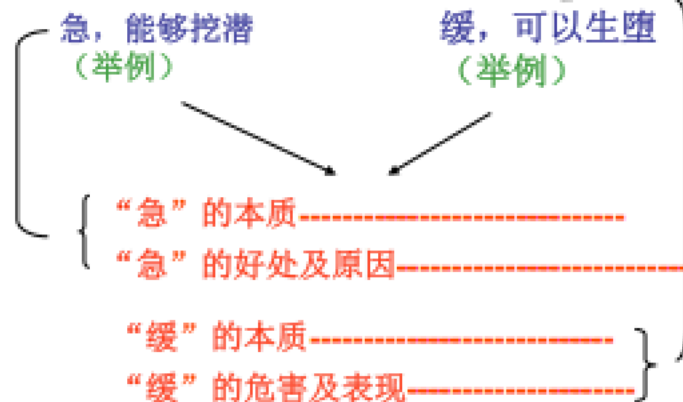 急，能够挖潜
缓，可以生堕
（举例）
（举例）
“急”的本质
“急”的好处及原因
“缓”的本质
“缓”的危害及表现